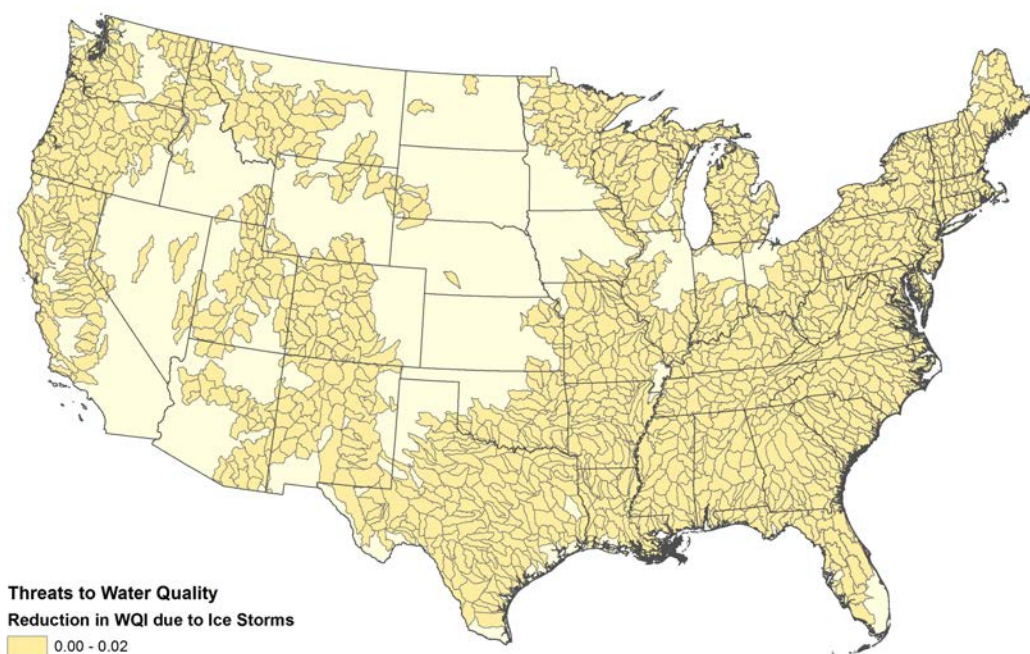 Threats to Water Quality
Reduction in WQI due to Ice Storms
0.00 - 0.02